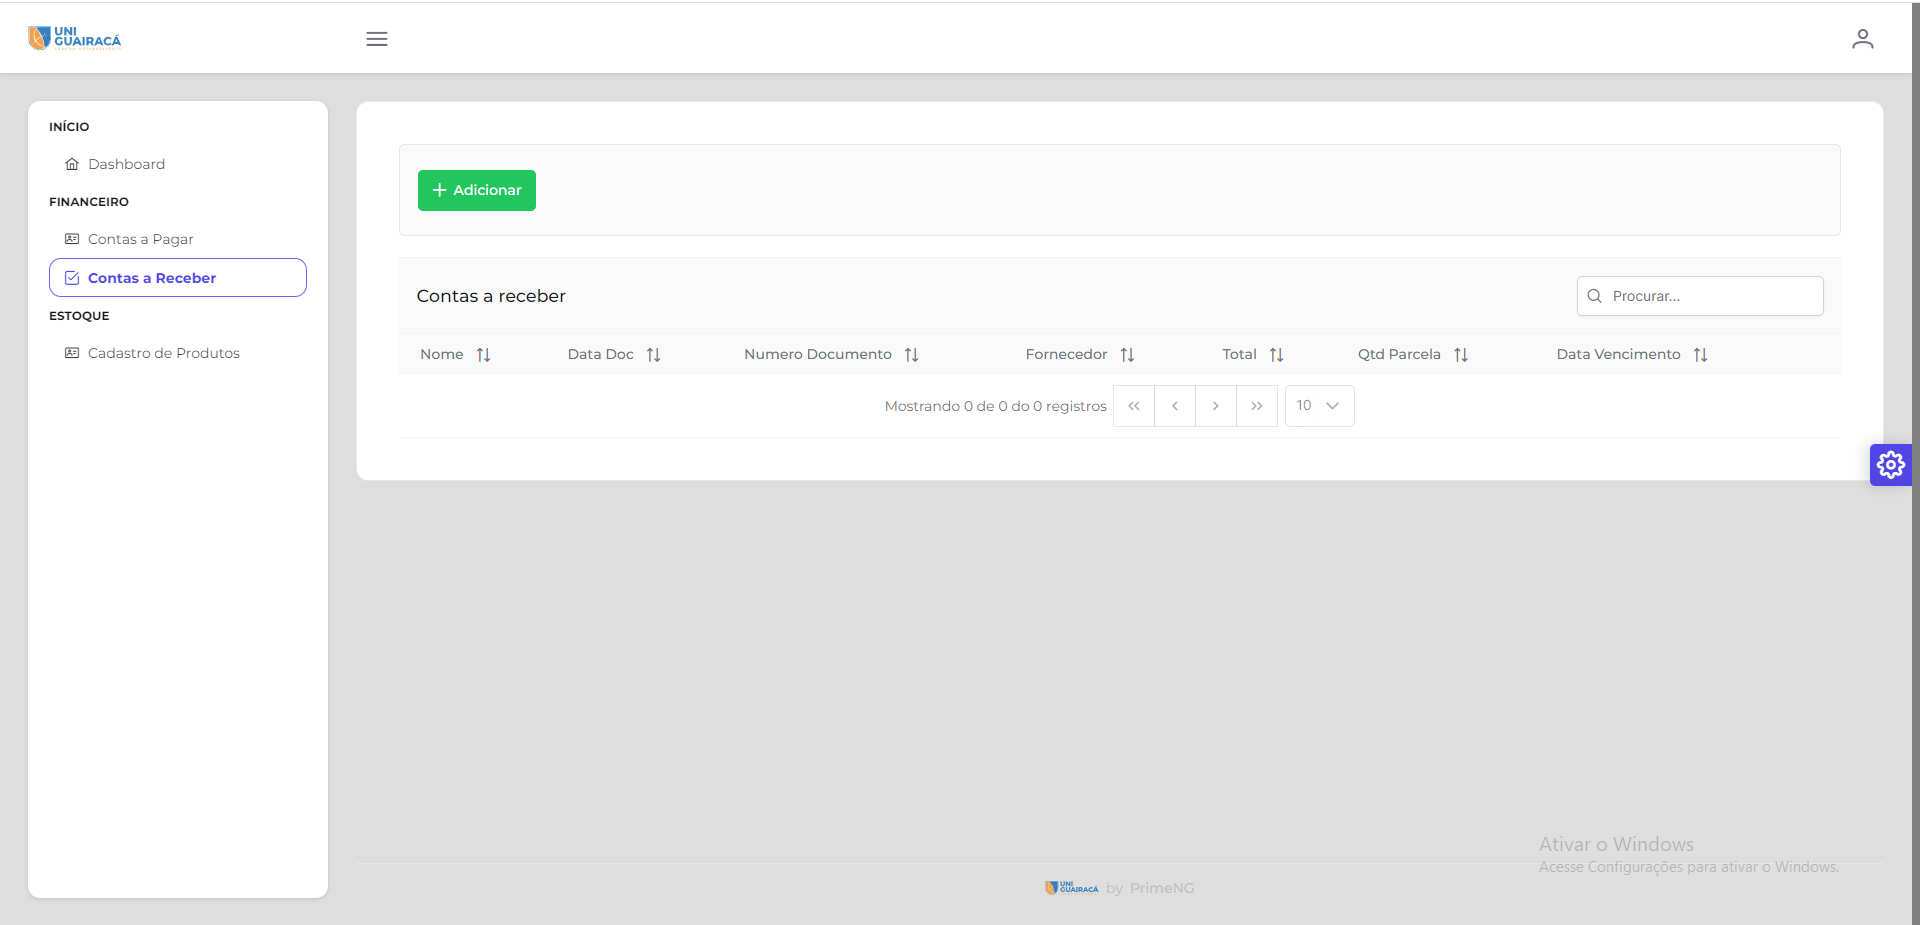 UNI
GUAIRACÁ
INÍCIO
Dashboard
FINANCEIRO
Contas a Pagar
Contas a Receber
ESTOQUE
Cadastro de Produtos
Adicionar
Contas a receber
Procurar...
Nome Data Doc Numero Documento Fornecedor Total Qtd Parcela Data Vencimento
Mostrando 0 de 0 do 0 registros « ‹ › » 10
Ativar o Windows
Acesse Configurações para ativar o Windows.
UNI
GUAIRACÁ
by PrimeNG